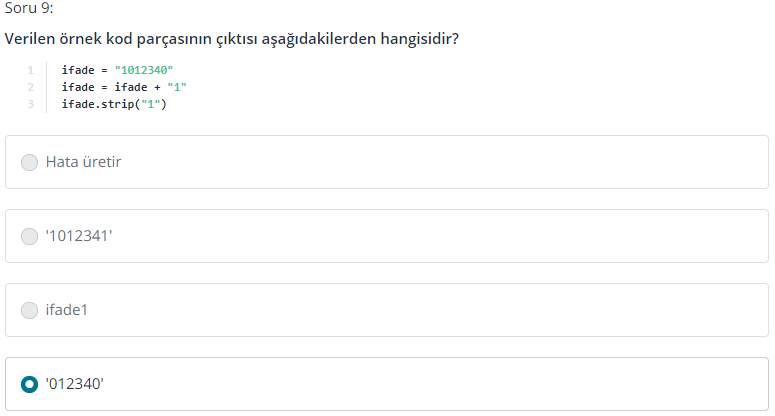 Soru 9:
Verilen örnek kod parçasının çıktısı aşağıdakilerden hangisidir?
1 ifade = "1012340"
2 ifade = ifade + "1"
3 ifade.strip("1")
Hata üretir
'1012341'
ifade1
'012340'